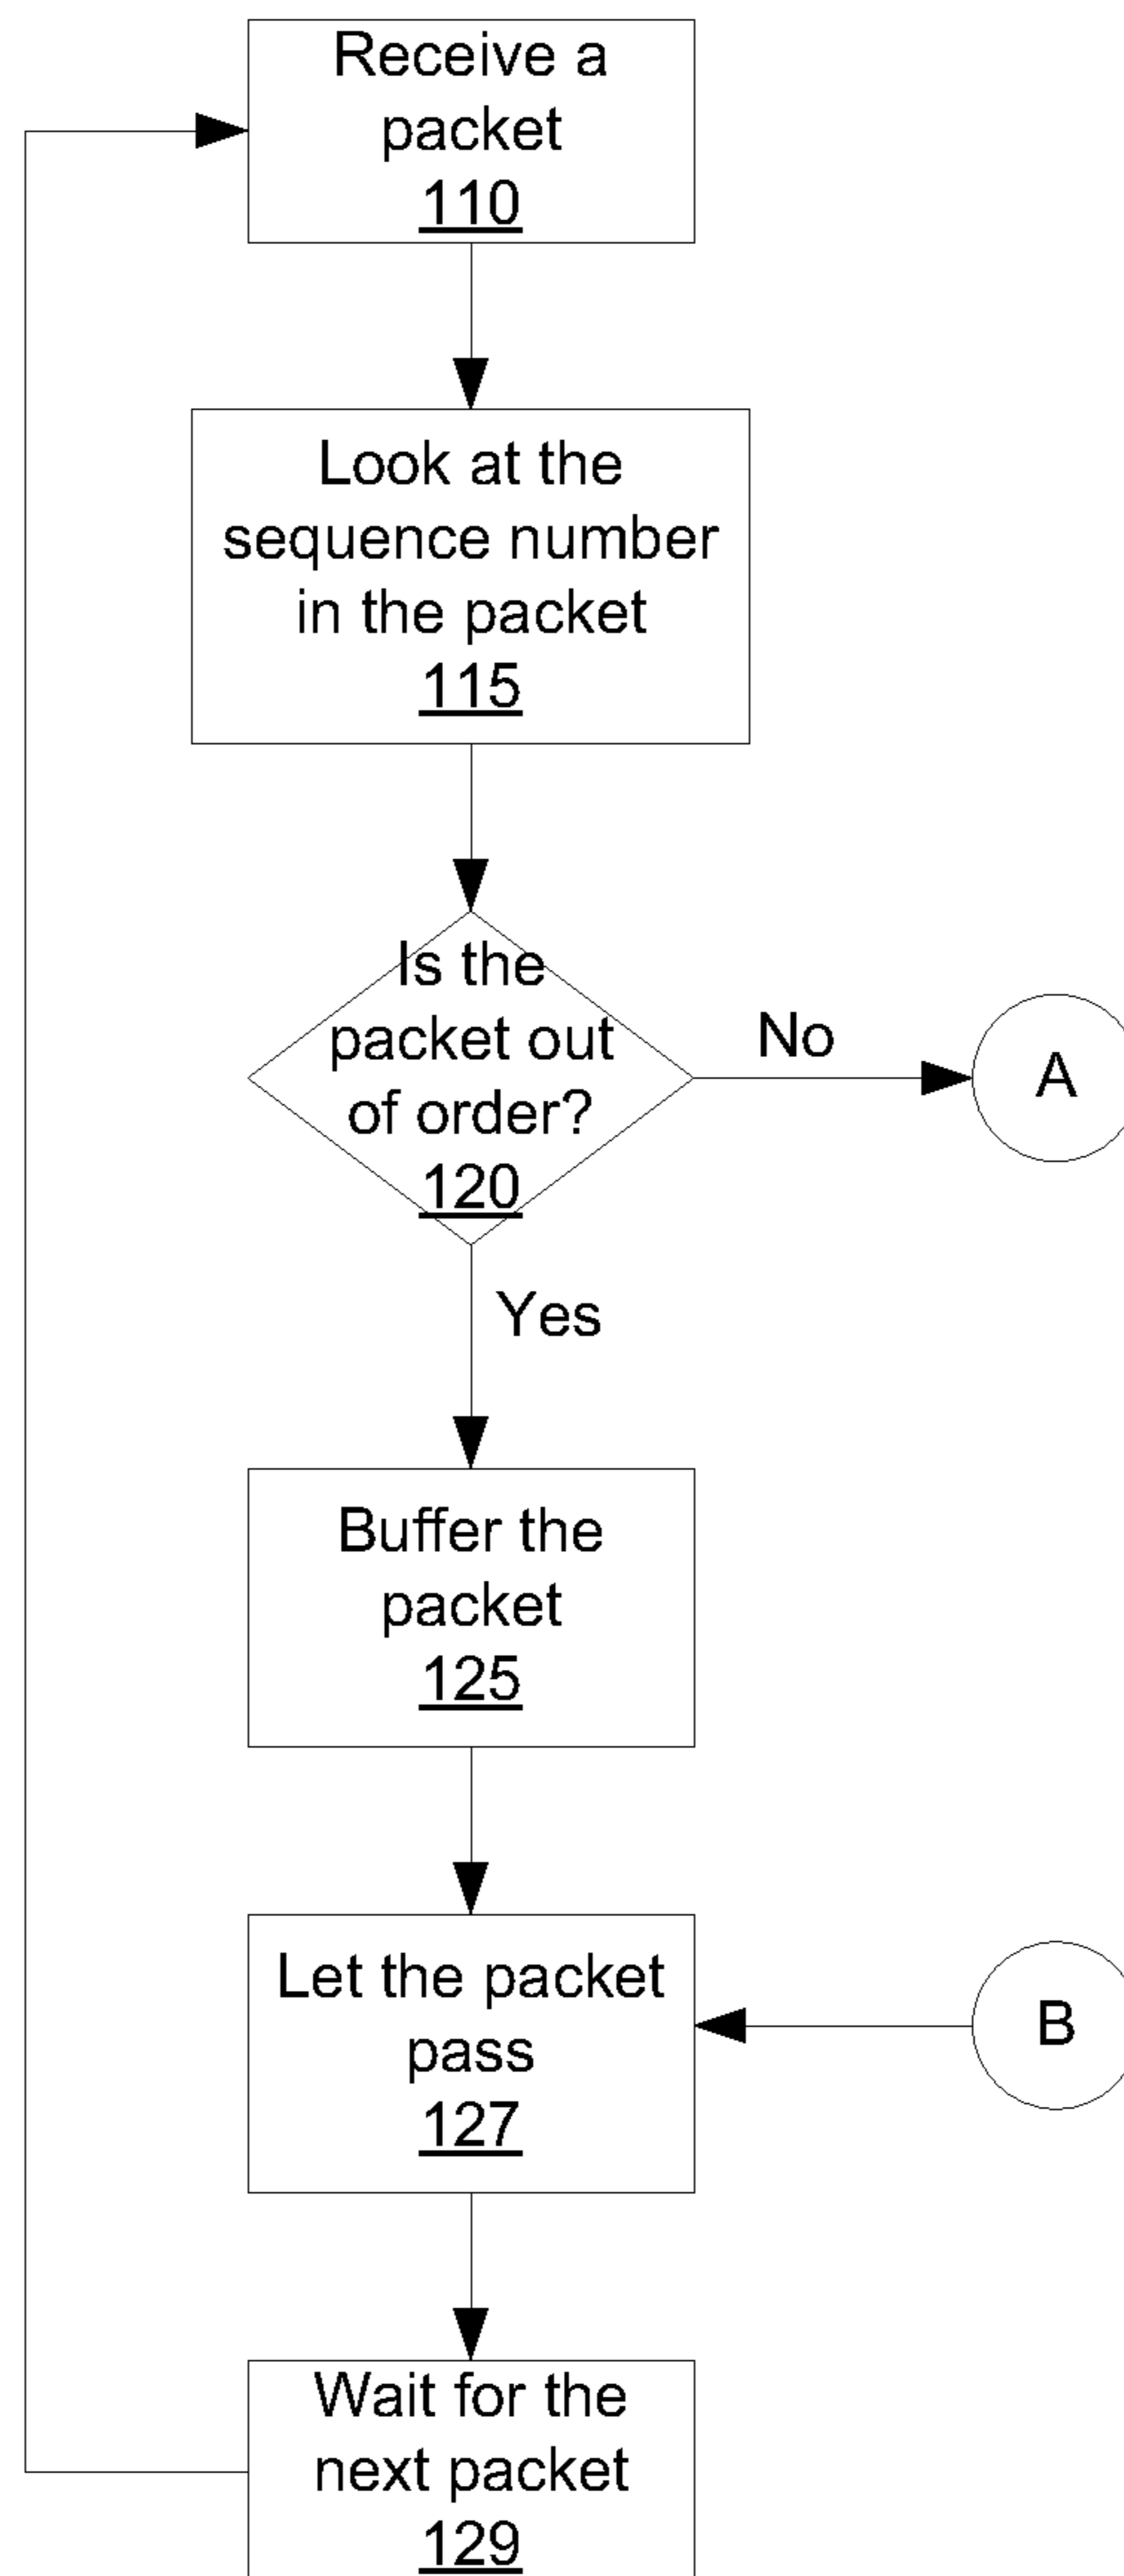 Receive a
packet
110
Look at the
sequence number
in the packet
115
Is the
packet out
of order?
120
No
A
Yes
Buffer the
packet
125
Let the packet
pass
127
B
Wait for the
next packet
129